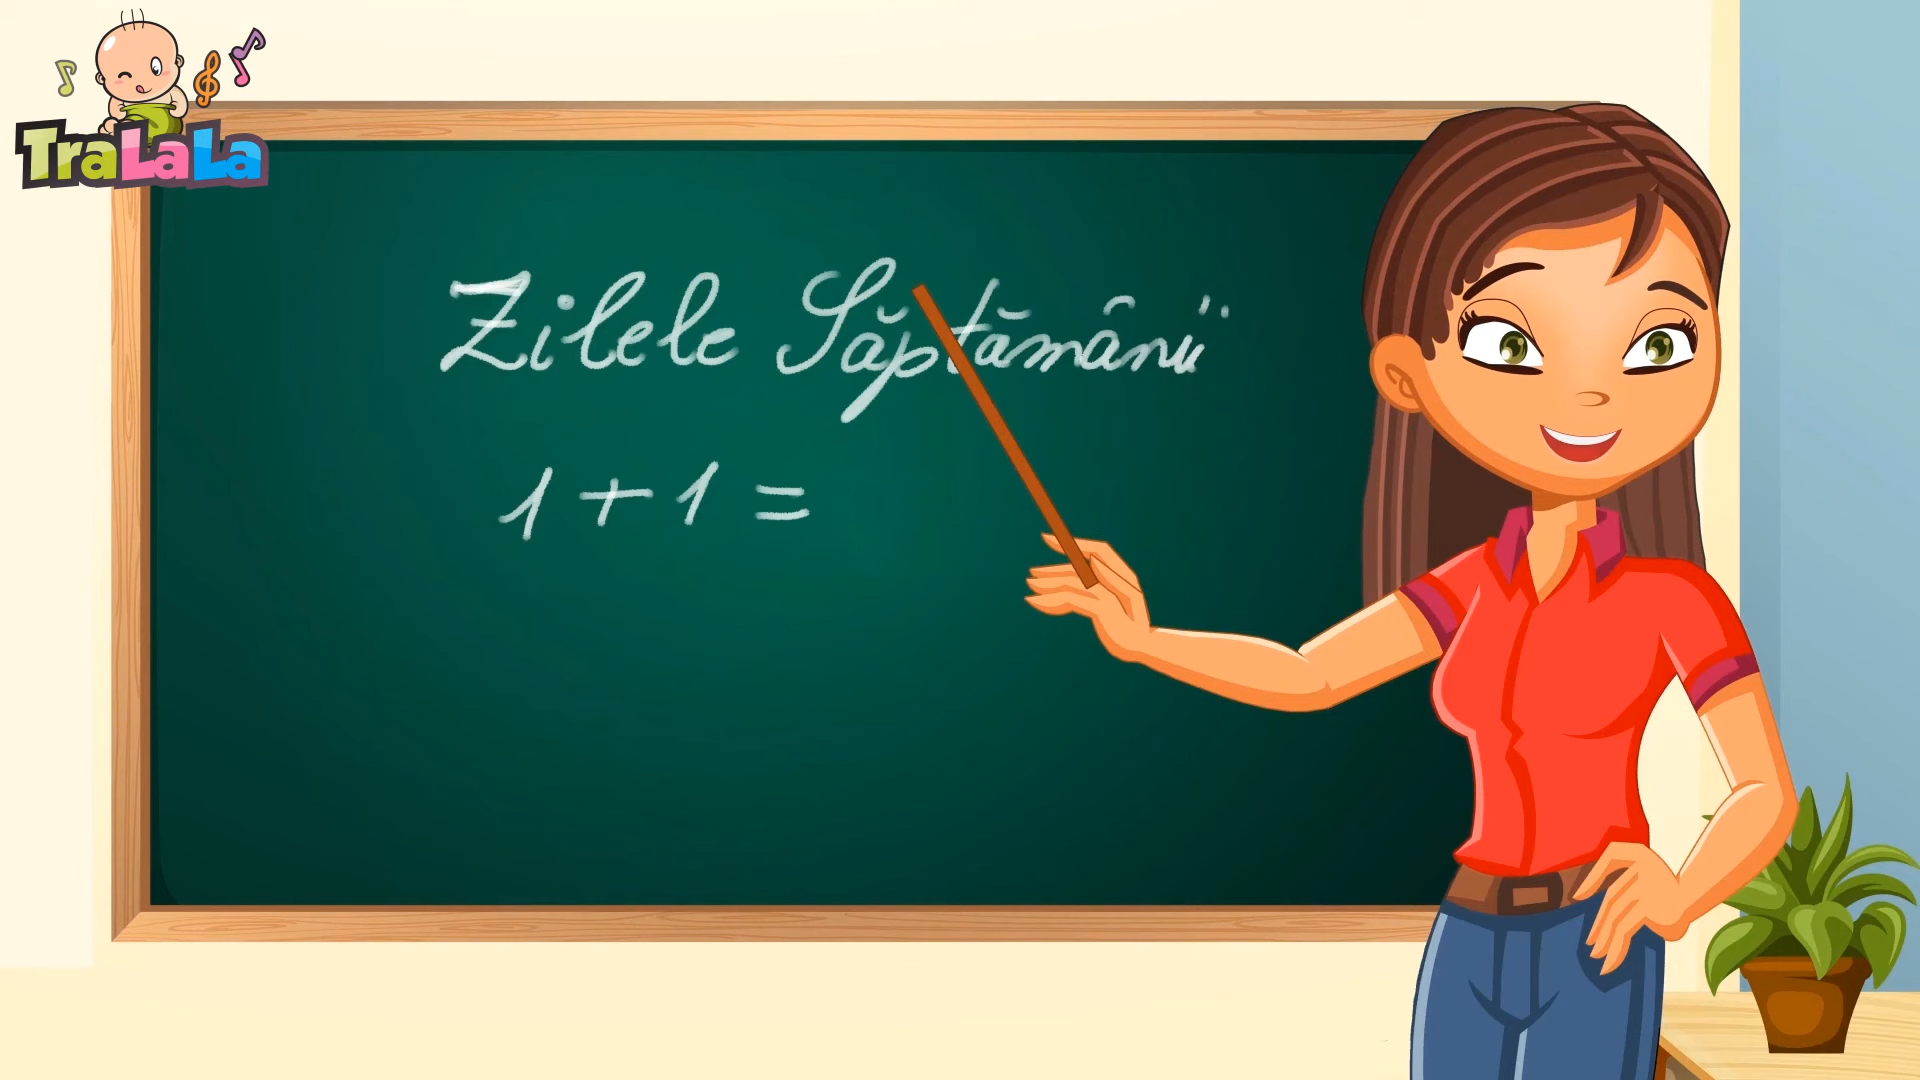 TraLaLa
Zilele Săptămânii
1 + 1 =